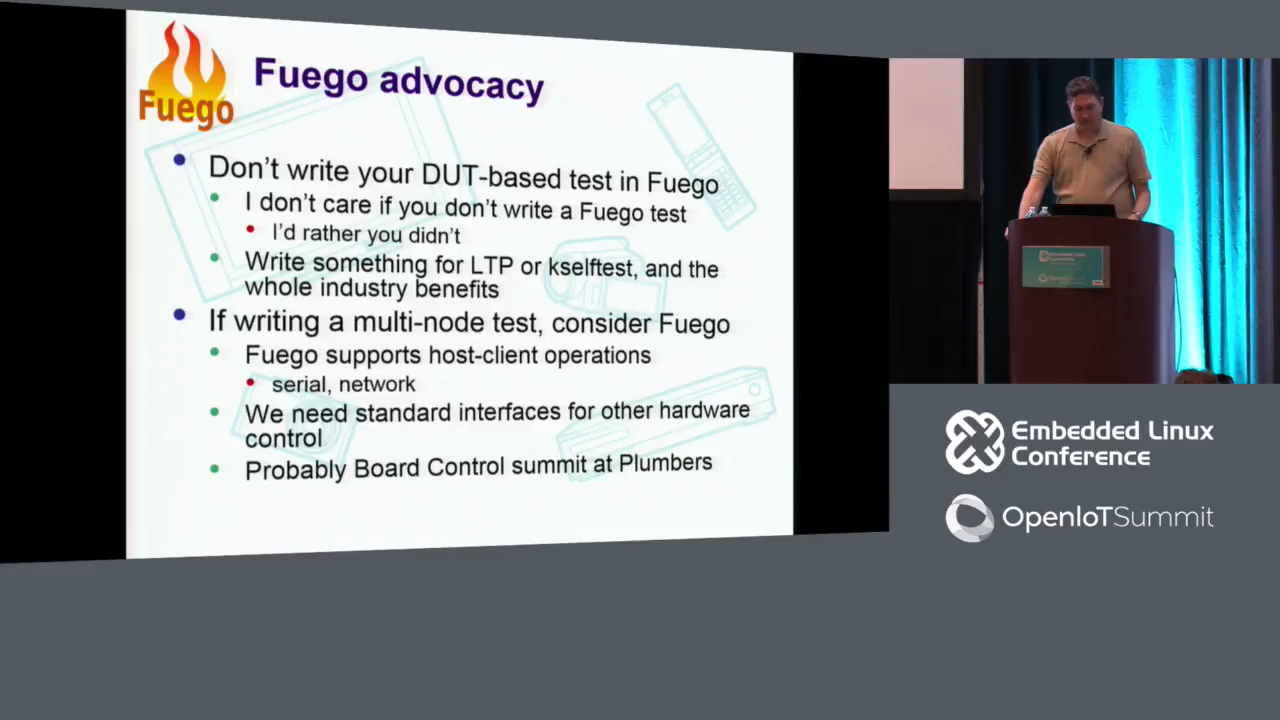 Fuego advocacy
Fuego
Don't write your DUT-based test in Fuego
I don't care if you don't write a Fuego test
I'd rather you didn't
Write something for LTP or kselftest, and the
whole industry benefits
If writing a multi-node test, consider Fuego
Fuego supports host-client operations
serial, network
We need standard interfaces for other hardware
control
Probably Board Control summit at Plumbers
Embedded Linux
Conference
Embedded Linux
Conference
OpenIoTSummit